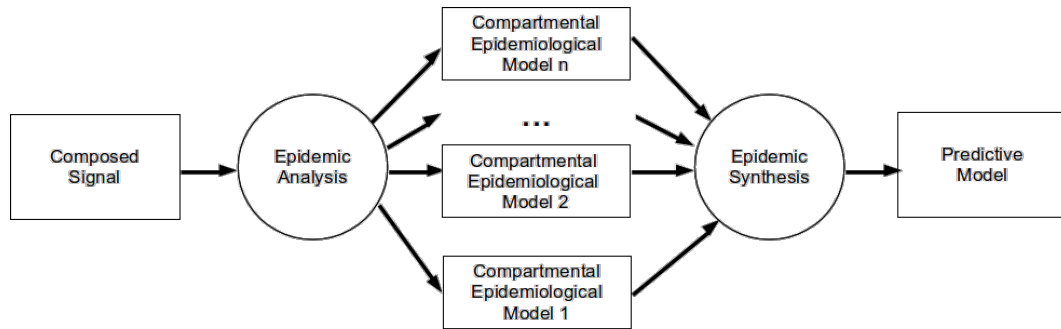 Composed
Signal
Epidemic
Analysis
Compartmental
Epidemiological
Model n
...
Compartmental
Epidemiological
Model 2
Compartmental
Epidemiological
Model 1
Epidemic
Synthesis
Predictive
Model